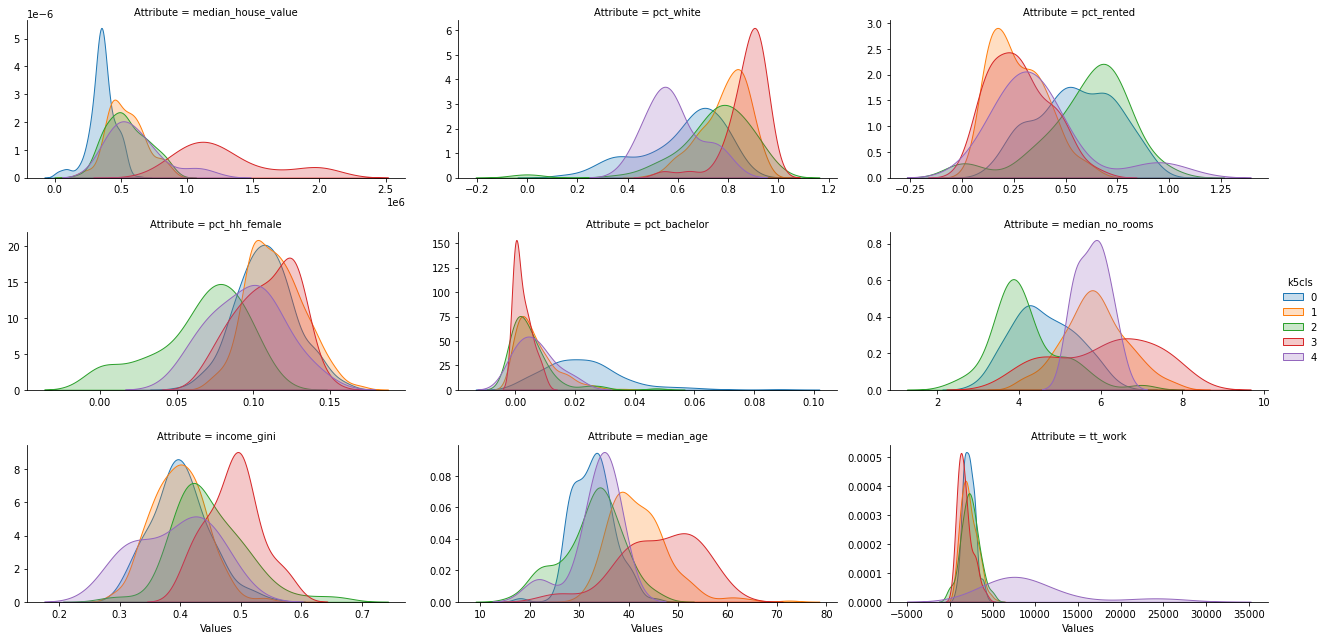 Attribute = median_house_value
1e−6
5
4
3
2
1
0
0.0 0.5 1.0 1.5 2.0 2.5
1e6
Attribute = pct_white
6
5
4
3
2
1
0
−0.2 0.0 0.2 0.4 0.6 0.8 1.0 1.2
Attribute = pct_rented
3.0
2.5
2.0
1.5
1.0
0.5
0.0
−0.25 0.00 0.25 0.50 0.75 1.00 1.25
Attribute = pct_hh_female
20
15
10
5
0
0.00 0.05 0.10 0.15
Attribute = pct_bachelor
150
125
100
75
50
25
0
0.00 0.02 0.04 0.06 0.08 0.10
Attribute = median_no_rooms
0.8
0.6
0.4
0.2
0.0
2 4 6 8 10
k5cls
0
1
2
3
4
Attribute = income_gini
8
6
4
2
0
0.2 0.3 0.4 0.5 0.6 0.7
Values
Attribute = median_age
0.08
0.06
0.04
0.02
0.00
10 20 30 40 50 60 70 80
Values
Attribute = tt_work
0.0005
0.0004
0.0003
0.0002
0.0001
0.0000
−5000 0 5000 10000 15000 20000 25000 30000 35000
Values